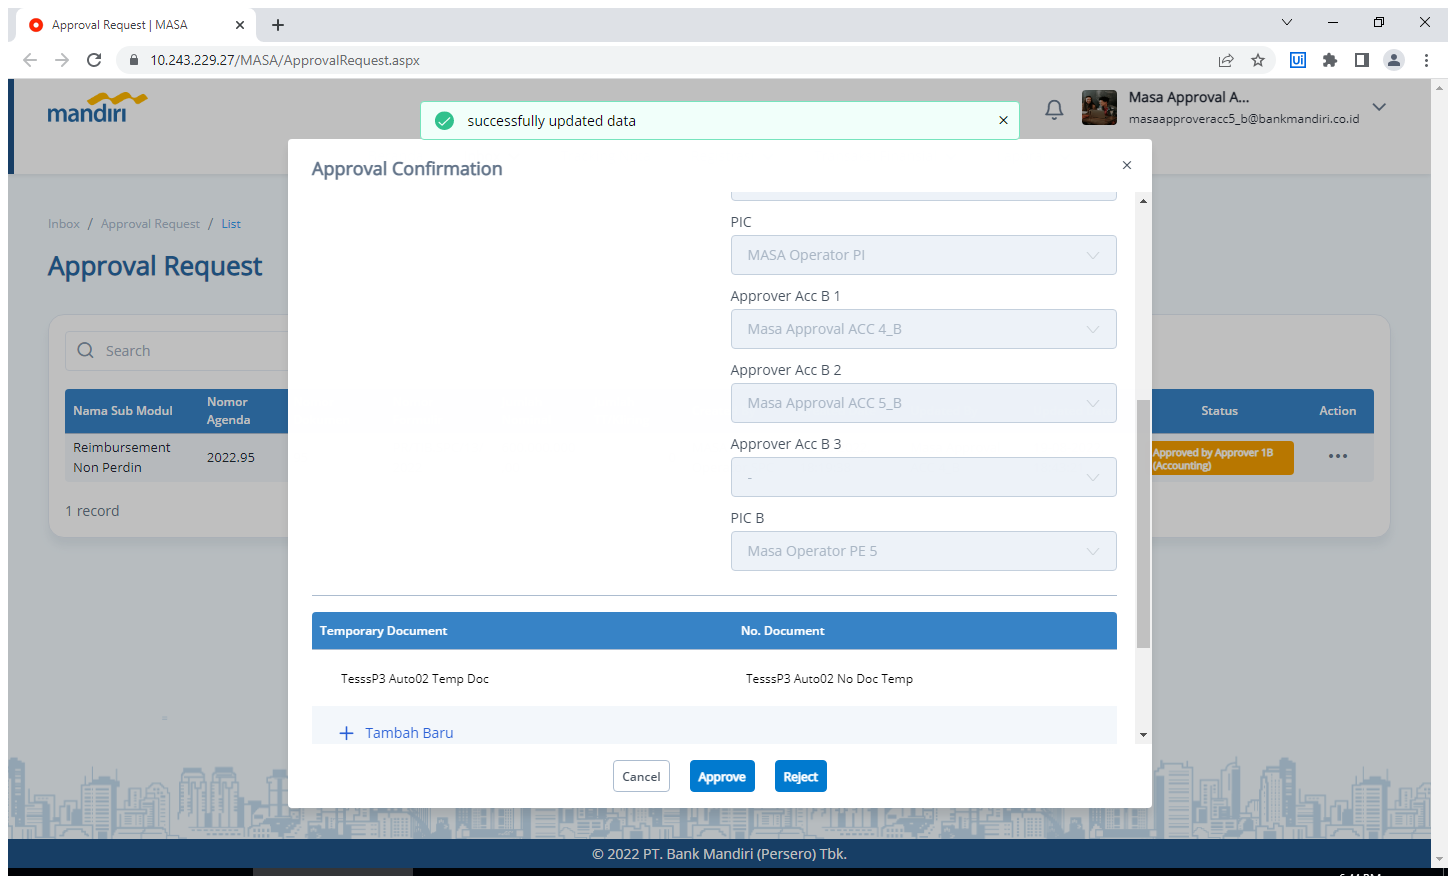 Approval Request | MASA
10.243.229.27/MASA/ApprovalRequest.aspx
mandiri
successfully updated data
Masa Approval A...
masaapproveracc5_b@bankmandiri.co.id
Approval Confirmation
Inbox / Approval Request / List
Approval Request
Search
Nama Sub Modul
Nomor
Agenda
Status
Action
Reimbursement
Non Perdin
2022.95
Approved by Approver 1B
(Accounting)
1 record
PIC
MASA Operator PI
Approver Acc B 1
Masa Approval ACC 4_B
Approver Acc B 2
Masa Approval ACC 5_B
Approver Acc B 3
-
PIC B
Masa Operator PE 5
Temporary Document
No. Document
TesssP3 Auto02 Temp Doc
TesssP3 Auto02 No Doc Temp
+ Tambah Baru
Cancel
Approve
Reject
© 2022 PT. Bank Mandiri (Persero) Tbk.